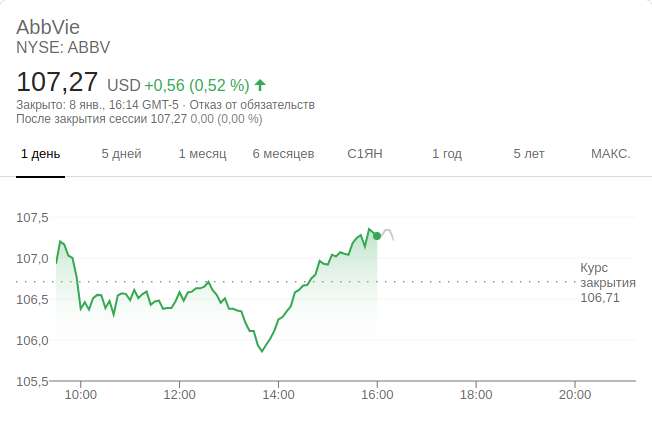 AbbVie
NYSE: ABBV
107,27 USD +0,56 (0,52 %)
Закрыто: 8 янв., 16:14 GMT-5 · Отказ от обязательств
После закрытия сессии 107,27 0,00 (0,00 %)
1 день 5 дней 1 месяц 6 месяцев С1ЯН 1 год 5 лет МАКС.
107,5
107,0
106,5
106,0
105,5
Курс
закрытия
106,71
10:00 12:00 14:00 16:00 18:00 20:00